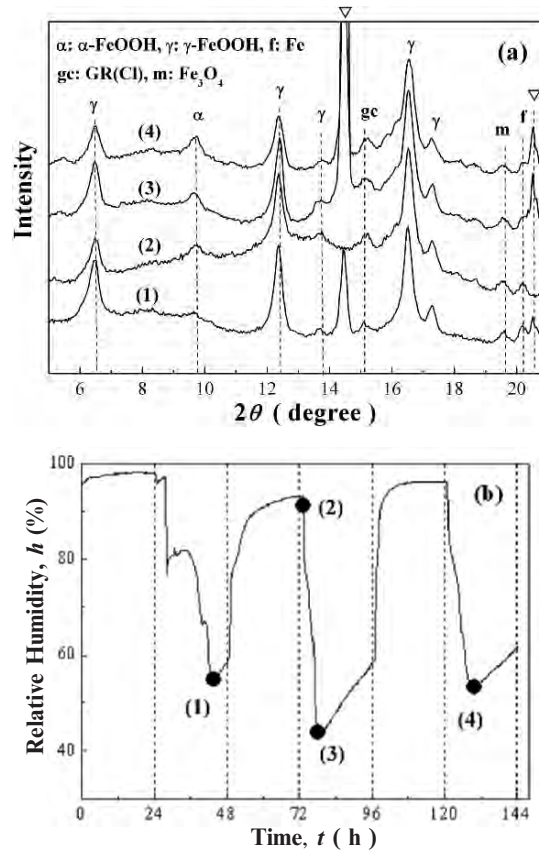 ▽
α: α-FeOOH, γ: γ-FeOOH, f: Fe
gc: GR(Cl), m: Fe₃O₄
(a)
γ
α
γ
γ
gc
γ
γ
m
f
▽
(4)
(3)
(2)
(1)
Intensity
6 8 10 12 14 16 18 20
2θ ( degree )
100
80
60
40
(b)
(1)
(2)
(3)
(4)
Relative Humidity, h (%)
0 24 48 72 96 120 144
Time, t ( h )